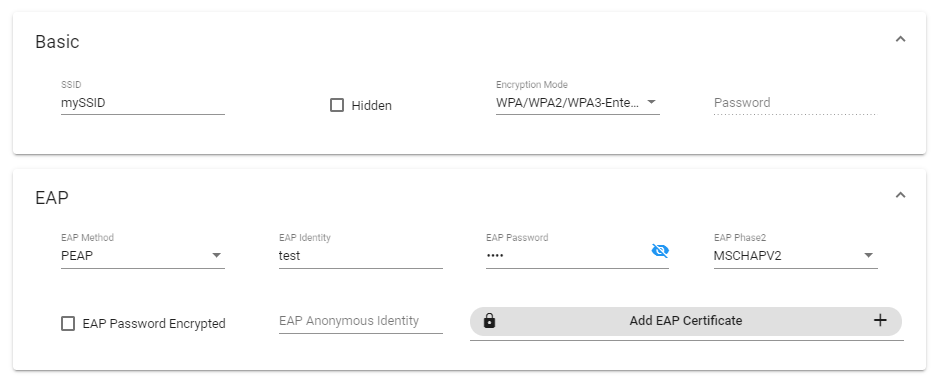 Basic
SSID
mySSID
Hidden
Encryption Mode
WPA/WPA2/WPA3-Ente...
Password
EAP
EAP Method
PEAP
EAP Identity
test
EAP Password
••••
EAP Phase2
MSCHAPV2
EAP Password Encrypted
EAP Anonymous Identity
Add EAP Certificate